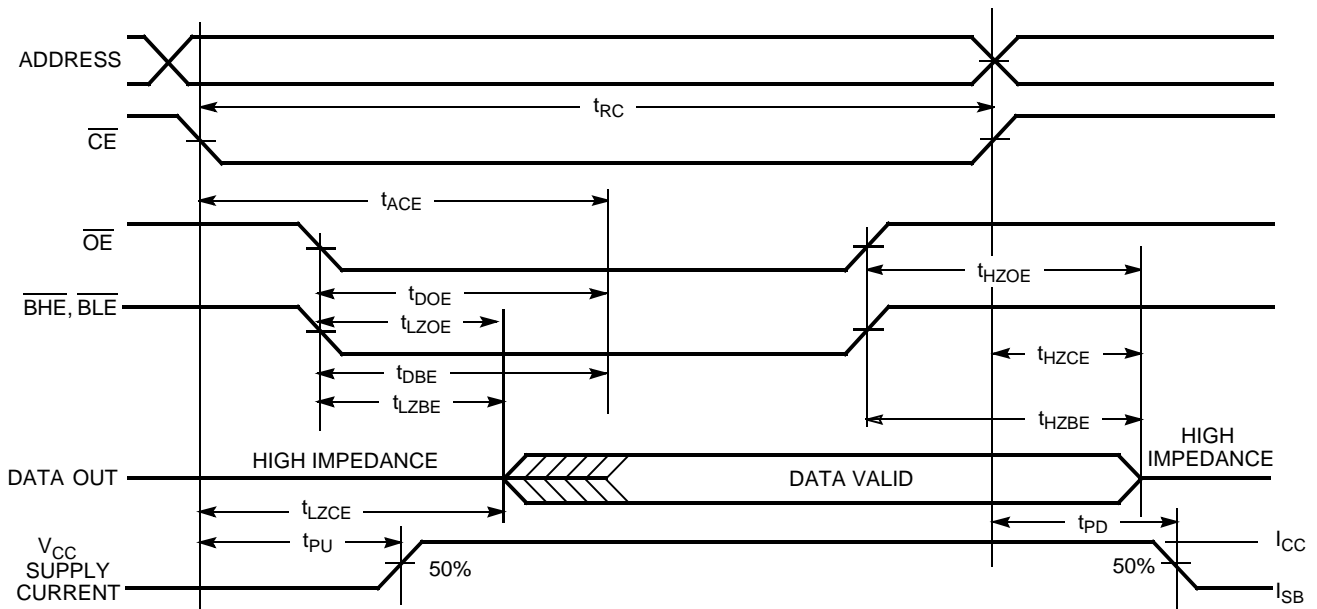 ADDRESS
tRC
CE
tACE
OE
tHZOE
tDOE
BHE, BLE
tLZOE
tHZCE
tDBE
tLZBE
tHZBE
HIGH
IMPEDANCE
HIGH IMPEDANCE
DATA OUT
DATA VALID
tLZCE
tPD
tPU
VCC
SUPPLY
CURRENT
50%
50%
ICC
ISB